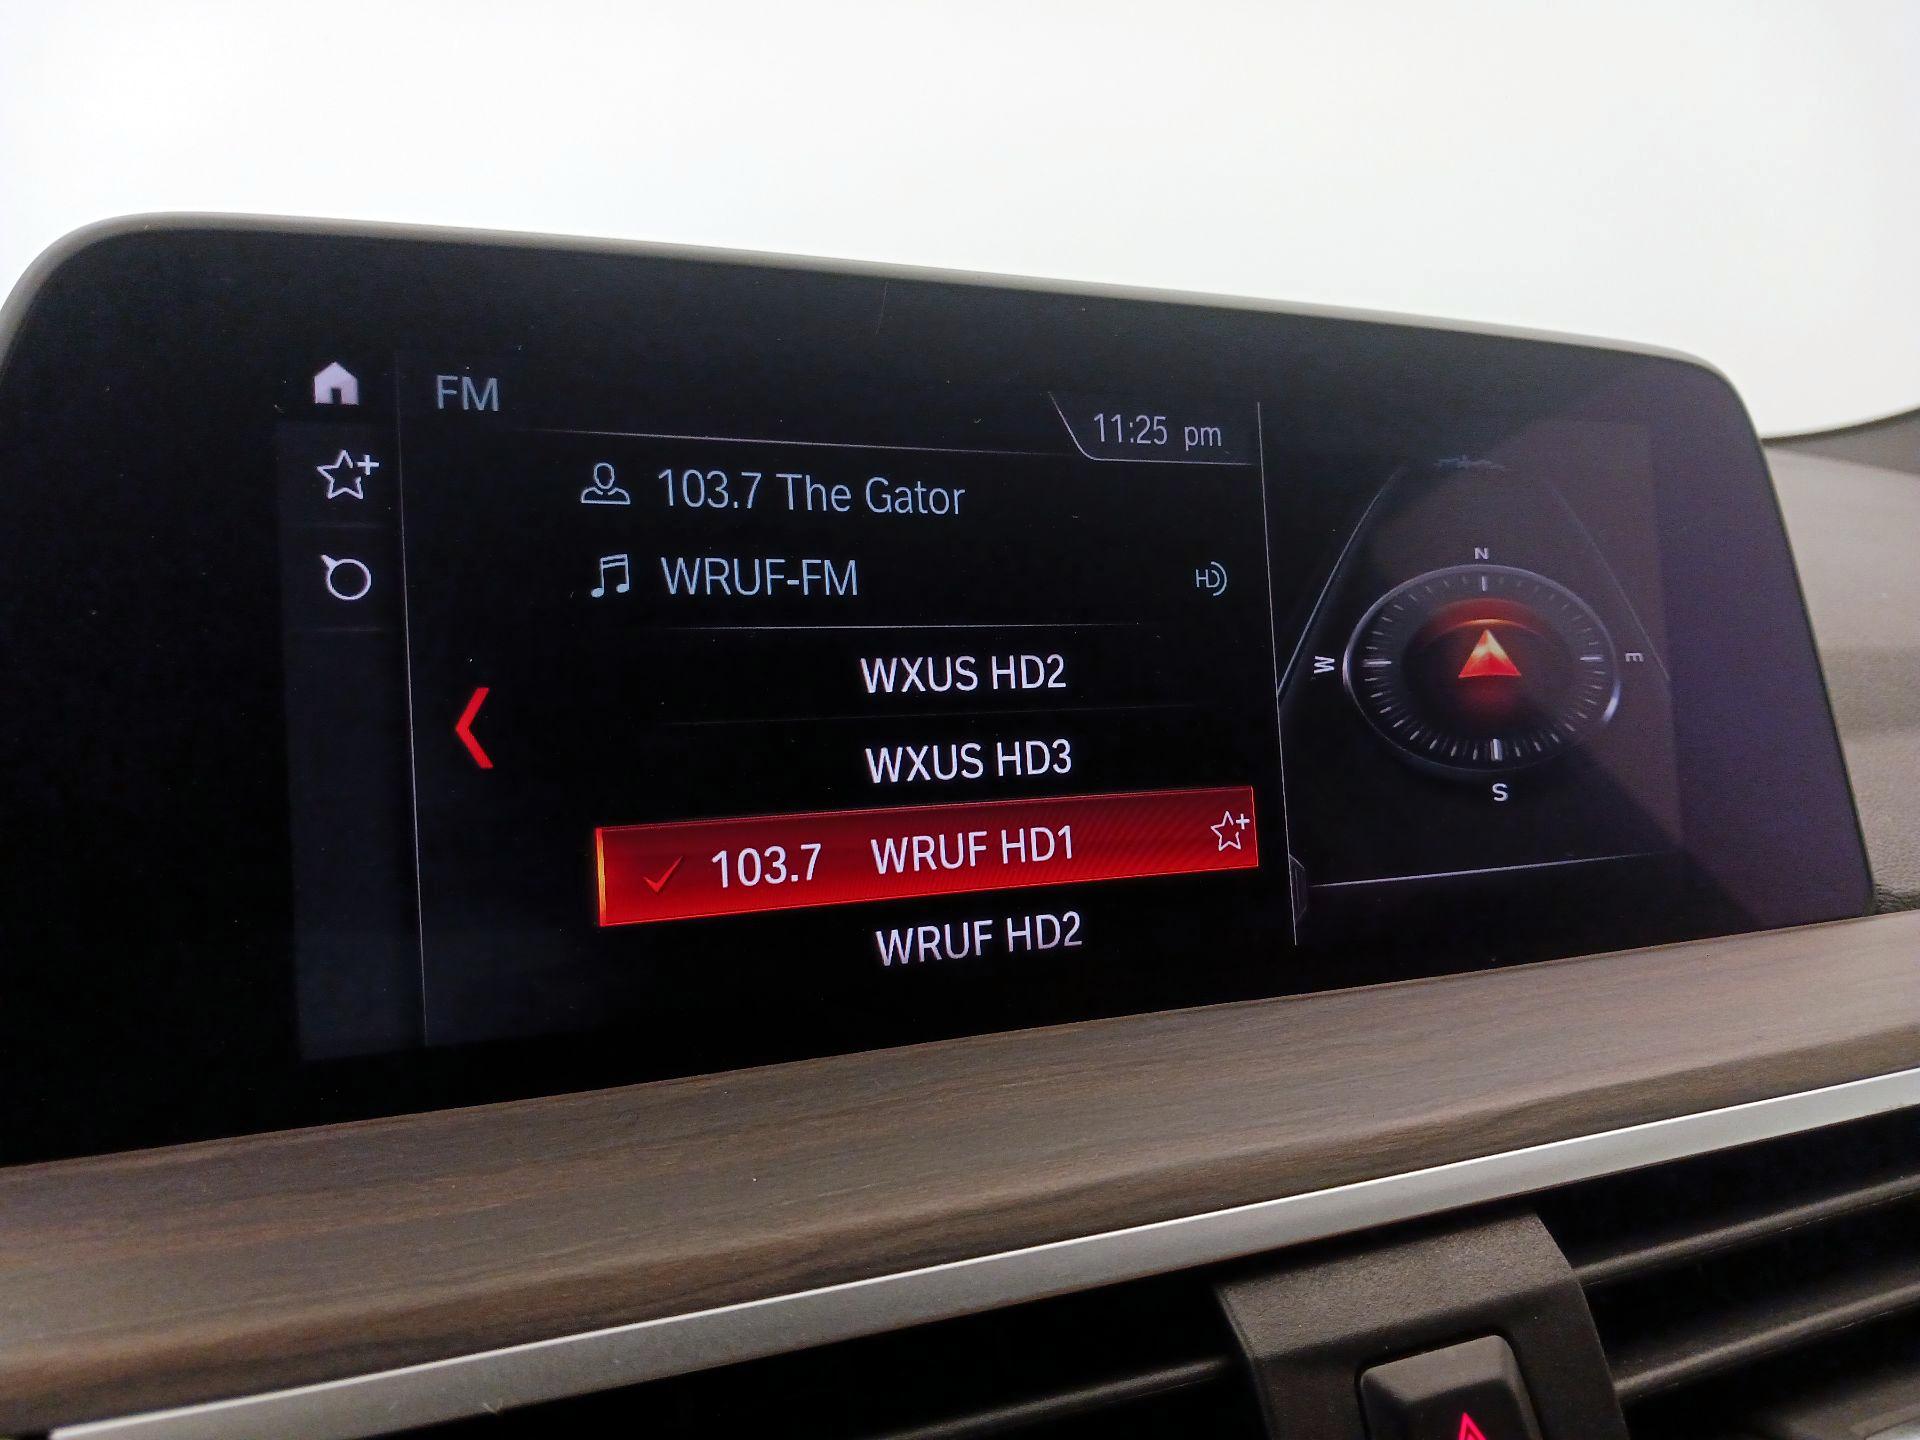 FM
11:25 pm
103.7 The Gator
WRUF-FM
HD
WXUS HD2
WXUS HD3
103.7 WRUF HD1
WRUF HD2
N
W
E
S